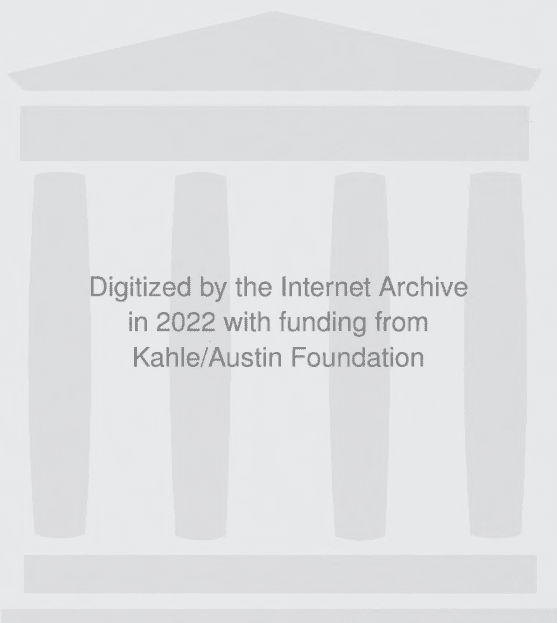 Digitized by the Internet Archive
in 2022 with funding from
Kahle/Austin Foundation